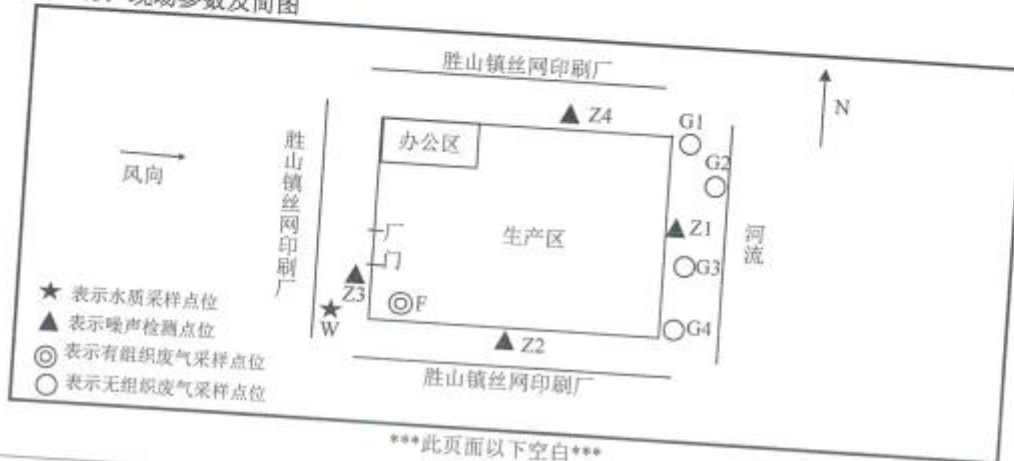 现场参数及简图
胜山镇丝网印刷厂
N
Z4
G1
办公区
G2
风向
胜山镇丝网印刷厂
厂门
生产区
Z1
河流
G3
Z3
F
W
Z2
G4
胜山镇丝网印刷厂
★ 表示水质采样点位
▲ 表示噪声检测点位
◎ 表示有组织废气采样点位
○ 表示无组织废气采样点位
***此页面以下空白***